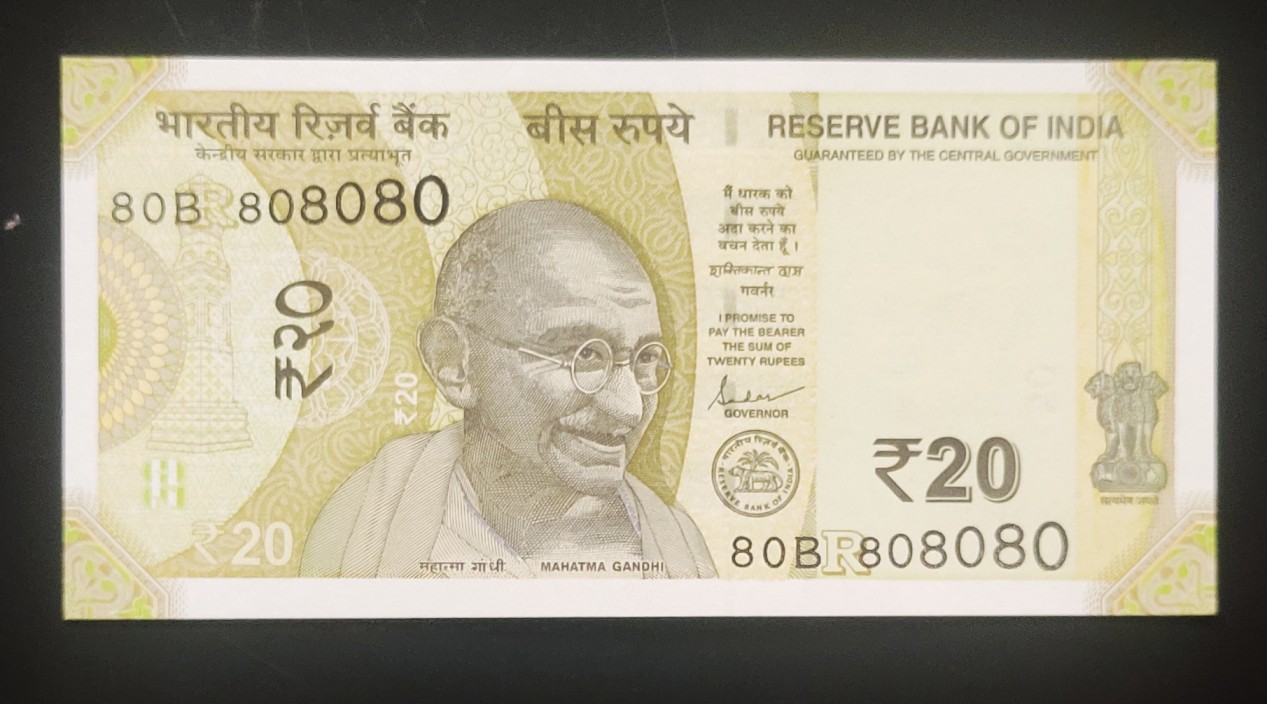 भारतीय रिज़र्व बैंक
केन्द्रीय सरकार द्वारा प्रत्याभूत
बीस रुपये
RESERVE BANK OF INDIA
GUARANTEED BY THE CENTRAL GOVERNMENT
80B 808080
R
₹२०
₹20
₹20
मैं धारक को
बीस रुपये
अदा करने का
वचन देता हूँ ।
शक्तिकान्त दास
गवर्नर
I PROMISE TO
PAY THE BEARER
THE SUM OF
TWENTY RUPEES
GOVERNOR
भारतीय रिज़र्व बैंक
RESERVE BANK OF INDIA
₹20
सत्यमेव जयते
80B 808080
R
महात्मा गांधी
MAHATMA GANDHI